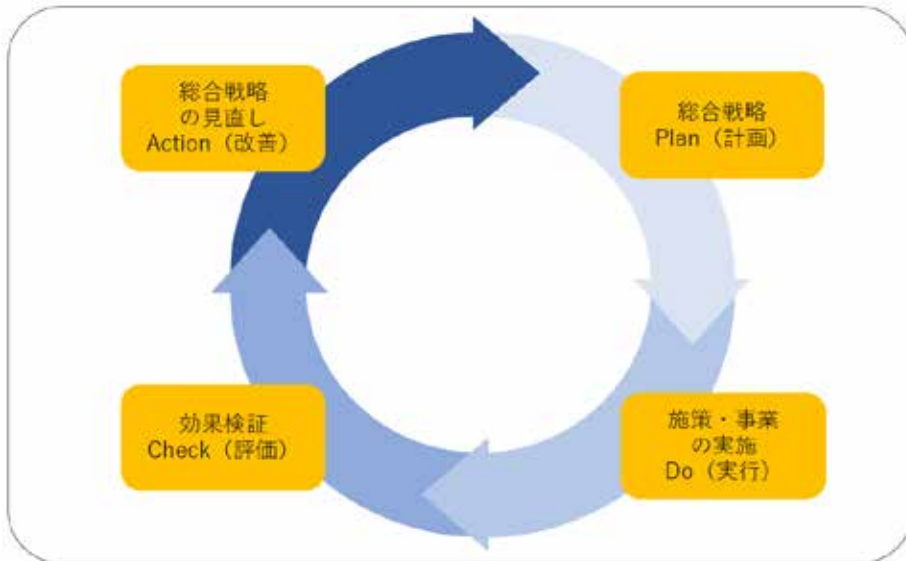 総合戦略
の見直し
Action（改善）
総合戦略
Plan（計画）
効果検証
Check（評価）
施策・事業
の実施
Do（実行）